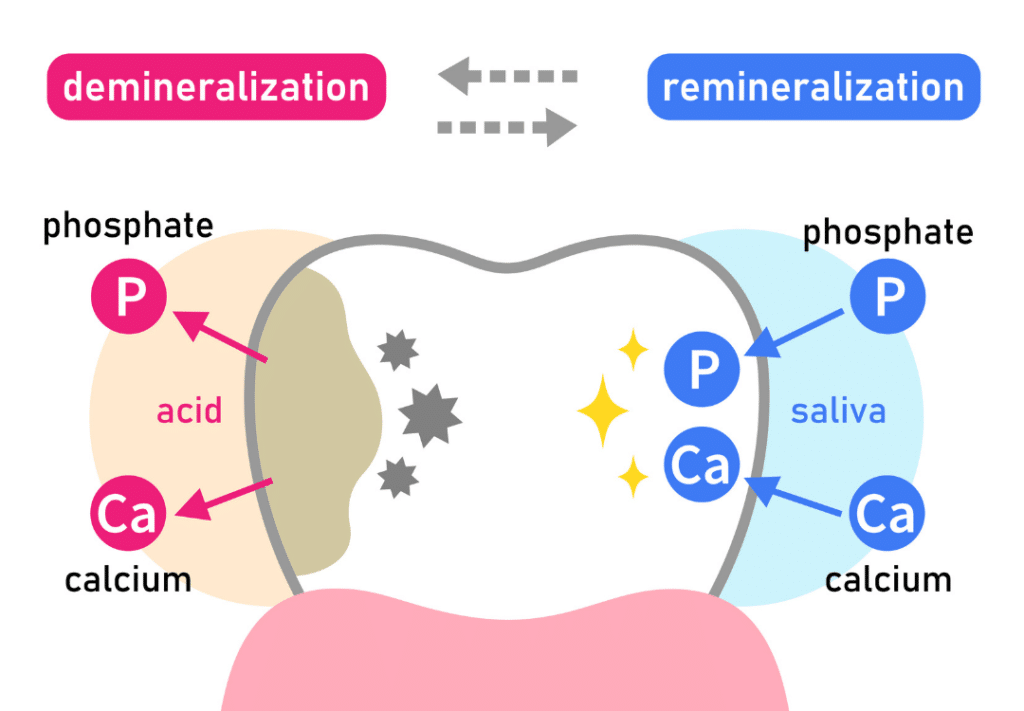 demineralization
remineralization
phosphate
P
acid
Ca
calcium
P
Ca
phosphate
P
saliva
Ca
calcium